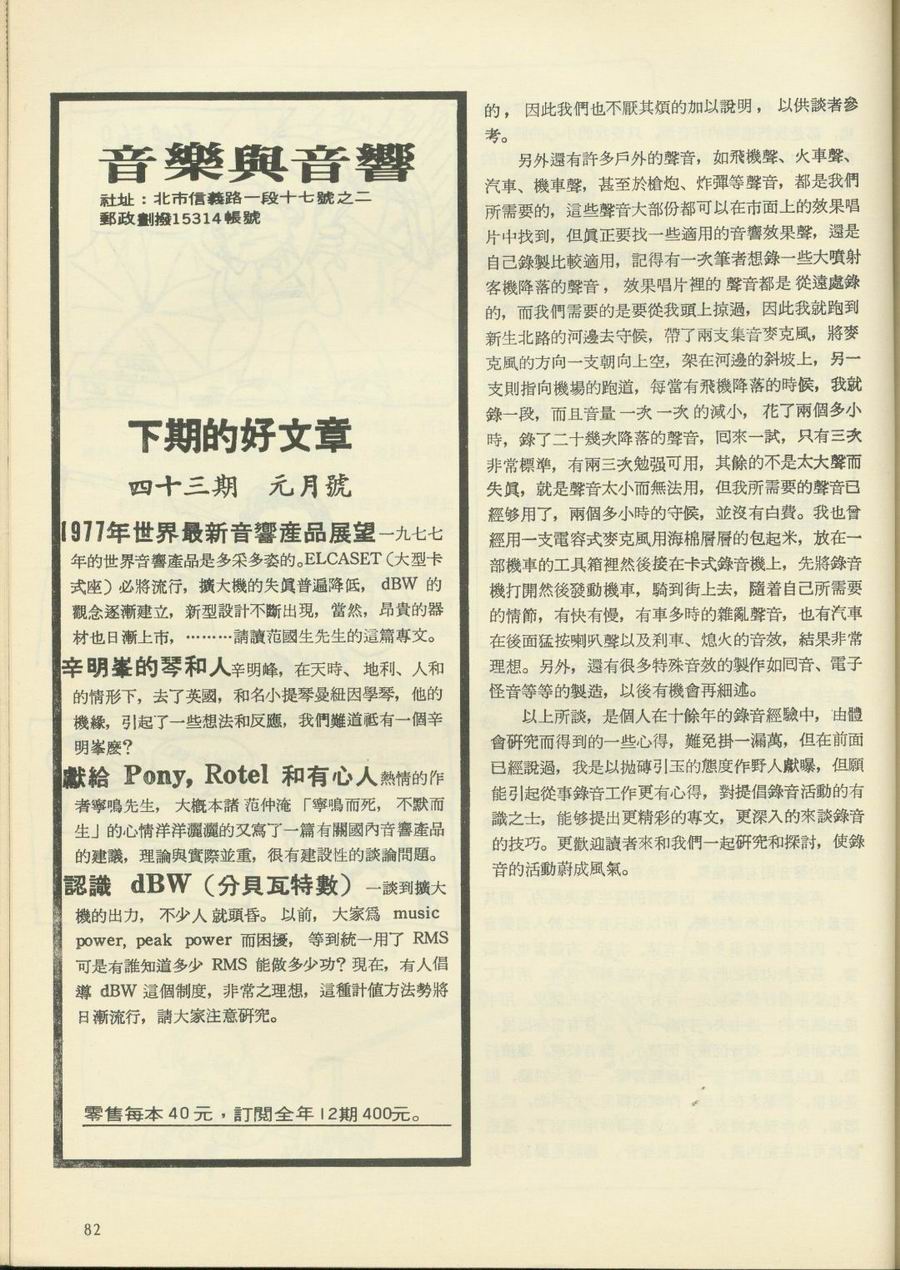 音樂與音響
社址：北市信義路一段十七號之二
郵政劃撥15314帳號
下期的好文章
四十三期　元月號
1977年世界最新音響產品展望一九七七
年的世界音響產品是多采多姿的。ELCASET（大型卡
式座）必將流行，擴大機的失眞普遍降低，dBW 的
觀念逐漸建立，新型設計不斷出現，當然，昻貴的器
材也日漸上市，………請讀范國生先生的這篇專文。
辛明峯的琴和人辛明峰，在天時、地利、人和
的情形下，去了英國，和名小提琴曼紐因學琴，他的
機緣，引起了一些想法和反應，我們難道祗有一個辛
明峯麽？
獻給 Pony, Rotel 和有心人熱情的作
者寧鳴先生，大概本諸范仲淹「寧鳴而死，不默而
生」的心情洋洋灑灑的又寫了一篇有關國內音響產品
的建議，理論與實際並重，很有建設性的談論問題。
認識 dBW（分貝瓦特數）一談到擴大
機的出力，不少人就頭昏。以前，大家爲 music
power, peak power 而困擾，等到統一用了 RMS
可是有誰知道多少 RMS 能做多少功？現在，有人倡
導 dBW 這個制度，非常之理想，這種計値方法勢將
日漸流行，請大家注意硏究。
零售每本40元，訂閱全年12期400元。
的，因此我們也不厭其煩的加以說明，以供談者參
考。
另外還有許多戶外的聲音，如飛機聲、火車聲、
汽車、機車聲，甚至於槍炮、炸彈等聲音，都是我們
所需要的，這些聲音大部份都可以在市面上的效果唱
片中找到，但眞正要找一些適用的音響效果聲，還是
自己錄製比較適用，記得有一次筆者想錄一些大噴射
客機降落的聲音，效果唱片裡的聲音都是從遠處錄
的，而我們需要的是要從我頭上掠過，因此我就跑到
新生北路的河邊去守候，帶了兩支集音麥克風，將麥
克風的方向一支朝向上空，架在河邊的斜坡上，另一
支則指向機場的跑道，每當有飛機降落的時候，我就
錄一段，而且音量一次一次的減小，花了兩個多小
時，錄了二十幾次降落的聲音，囘來一試，只有三次
非常標準，有兩三次勉强可用，其餘的不是太大聲而
失眞，就是聲音太小而無法用，但我所需要的聲音已
經够用了，兩個多小時的守候，並沒有白費。我也曾
經用一支電容式麥克風用海棉層層的包起米，放在一
部機車的工具箱裡然後接在卡式錄音機上，先將錄音
機打開然後發動機車，騎到街上去，隨着自己所需要
的情節，有快有慢，有車多時的雜亂聲音，也有汽車
在後面猛按喇叭聲以及刹車、熄火的音效，結果非常
理想。另外，還有很多特殊音效的製作如囘音、電子
怪音等等的製造，以後有機會再細述。
以上所談，是個人在十餘年的錄音經驗中，由體
會硏究而得到的一些心得，難免掛一漏萬，但在前面
已經說過，我是以拋磚引玉的態度作野人獻曝，但願
能引起從事錄音工作更有心得，對提倡錄音活動的有
識之士，能够提出更精彩的專文，更深入的來談錄音
的技巧。更歡迎讀者來和我們一起硏究和探討，使錄
音的活動蔚成風氣。
82